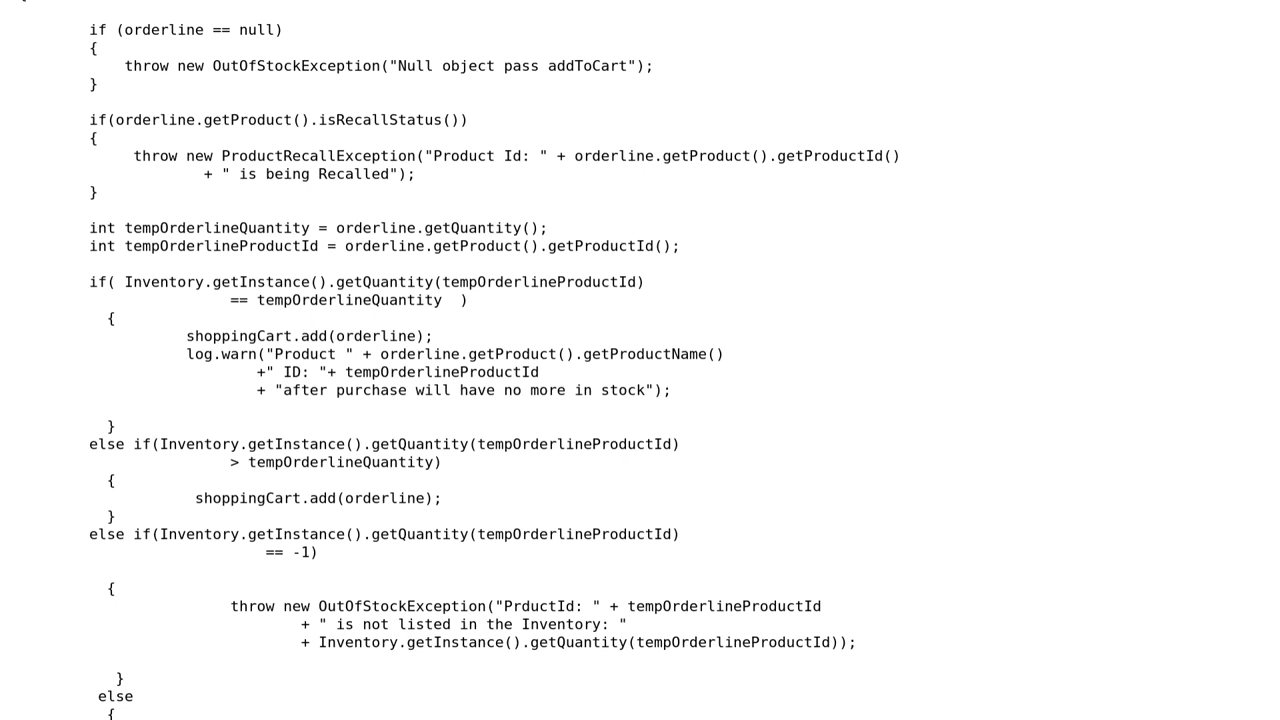 if (orderline == null)
{
throw new OutOfStockException("Null object pass addToCart");
}
if(orderline.getProduct().isRecallStatus())
{
throw new ProductRecallException("Product Id: " + orderline.getProduct().getProductId()
+ " is being Recalled");
}
int tempOrderlineQuantity = orderline.getQuantity();
int tempOrderlineProductId = orderline.getProduct().getProductId();
if( Inventory.getInstance().getQuantity(tempOrderlineProductId)
== tempOrderlineQuantity  )
{
shoppingCart.add(orderline);
log.warn("Product " + orderline.getProduct().getProductName()
+" ID: "+ tempOrderlineProductId
+ "after purchase will have no more in stock");
}
else if(Inventory.getInstance().getQuantity(tempOrderlineProductId)
> tempOrderlineQuantity)
{
shoppingCart.add(orderline);
}
else if(Inventory.getInstance().getQuantity(tempOrderlineProductId)
== -1)
{
throw new OutOfStockException("PrductId: " + tempOrderlineProductId
+ " is not listed in the Inventory: "
+ Inventory.getInstance().getQuantity(tempOrderlineProductId));
}
else
{